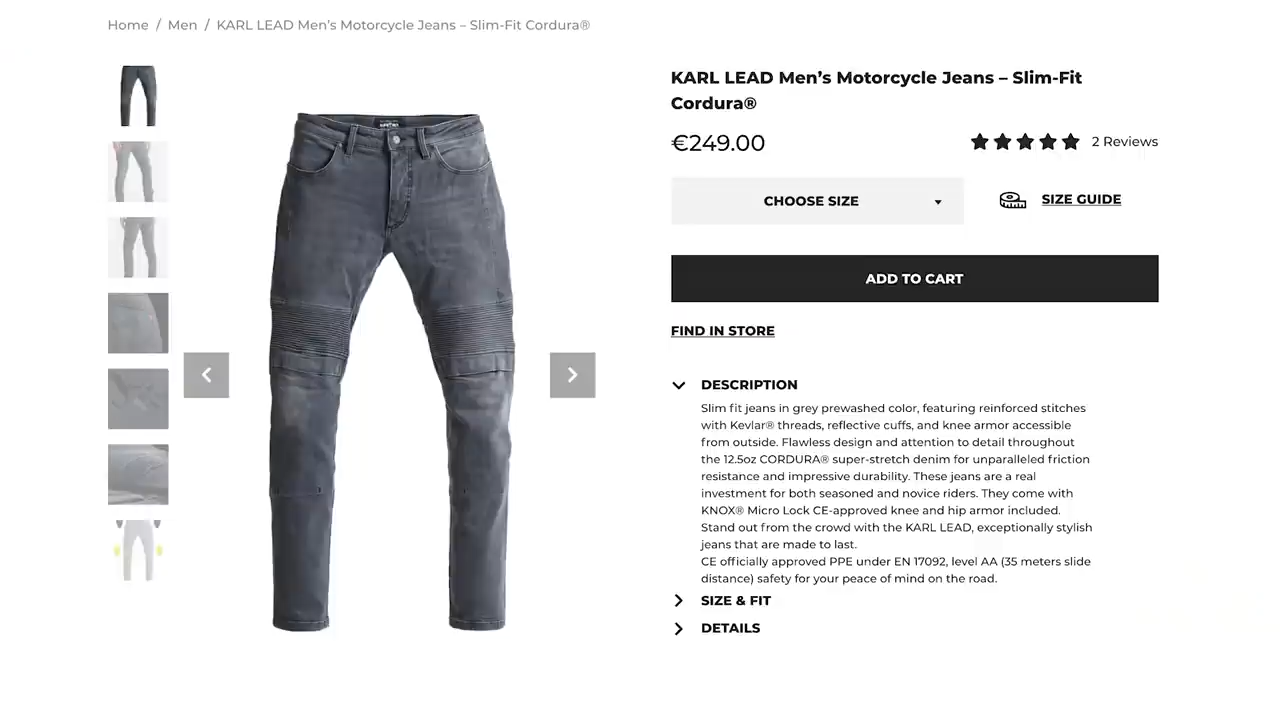 Home / Men / KARL LEAD Men's Motorcycle Jeans – Slim-Fit Cordura®
KARL LEAD Men's Motorcycle Jeans – Slim-Fit
Cordura®
€249.00
2 Reviews
CHOOSE SIZE
SIZE GUIDE
ADD TO CART
FIND IN STORE
DESCRIPTION
Slim fit jeans in grey prewashed color, featuring reinforced stitches
with Kevlar® threads, reflective cuffs, and knee armor accessible
from outside. Flawless design and attention to detail throughout
the 12.5oz CORDURA® super-stretch denim for unparalleled friction
resistance and impressive durability. These jeans are a real
investment for both seasoned and novice riders. They come with
KNOX® Micro Lock CE-approved knee and hip armor included.
Stand out from the crowd with the KARL LEAD, exceptionally stylish
jeans that are made to last.
CE officially approved PPE under EN 17092, level AA (35 meters slide
distance) safety for your peace of mind on the road.
SIZE & FIT
DETAILS